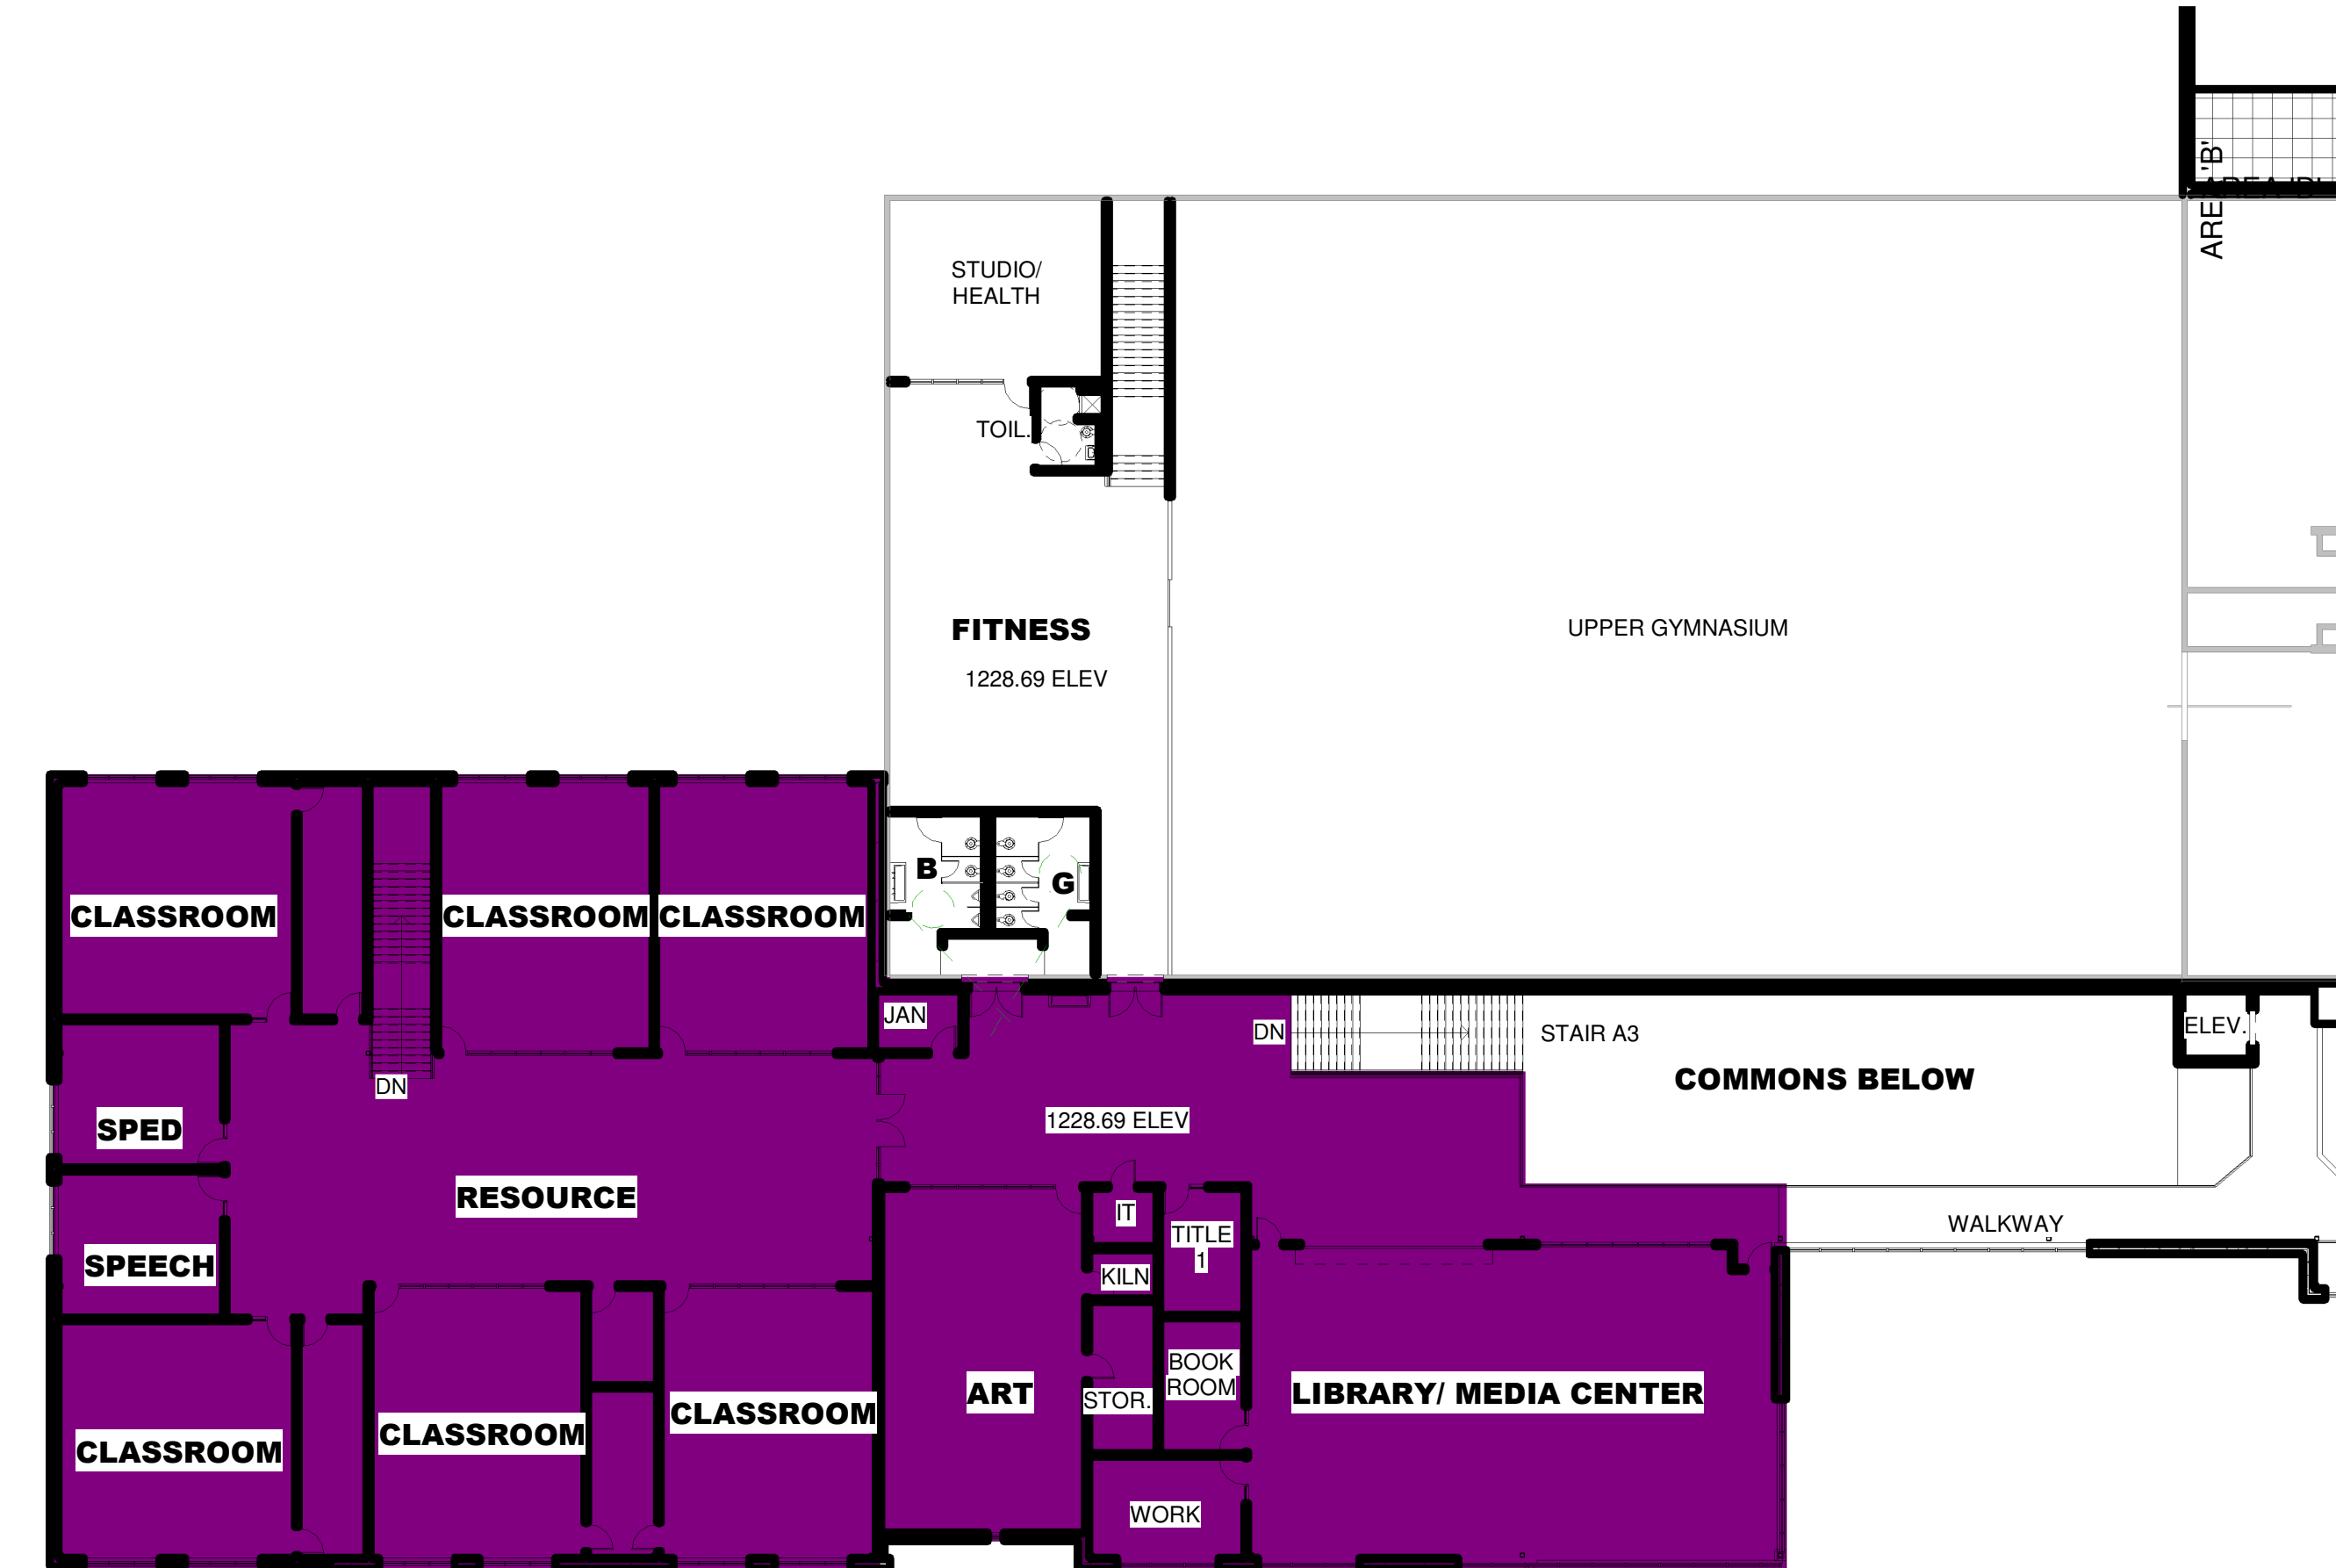 AREA 'B'
STUDIO/
HEALTH
TOIL.
FITNESS
1228.69 ELEV
UPPER GYMNASIUM
B
G
CLASSROOM
CLASSROOM
CLASSROOM
JAN
DN
STAIR A3
ELEV.
COMMONS BELOW
DN
SPED
1228.69 ELEV
RESOURCE
IT
TITLE
1
WALKWAY
SPEECH
KILN
BOOK
ROOM
STOR.
ART
LIBRARY/ MEDIA CENTER
CLASSROOM
CLASSROOM
CLASSROOM
WORK